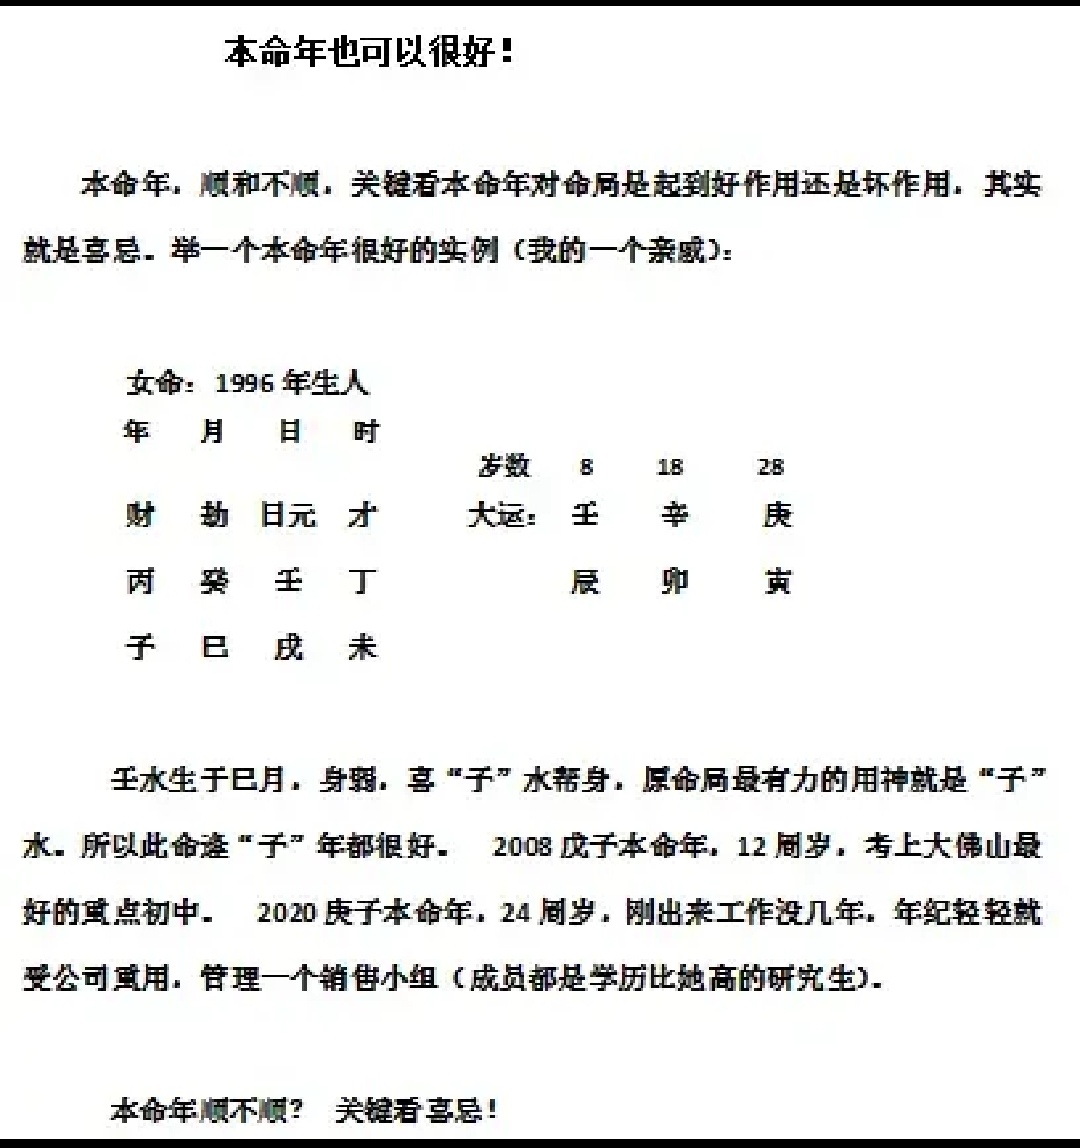 本命年也可以很好！
本命年，顺和不顺，关键看本命年对命局是起到好作用还是坏作用，其实
就是喜忌。举一个本命年很好的实例（我的一个亲戚）：
女命：1996 年生人
年 月 日 时
岁数 8 18 28
财 劫 日元 才 大运： 壬 辛 庚
丙 癸 壬 丁 辰 卯 寅
子 巳 戌 未
壬水生于巳月，身弱，喜“子”水帮身，原命局最有力的用神就是“子”
水。所以此命逢“子”年都很好。 2008 戊子本命年，12 周岁，考上大佛山最
好的重点初中。 2020 庚子本命年，24 周岁，刚出来工作没几年，年纪轻轻就
受公司重用，管理一个销售小组（成员都是学历比她高的研究生）。
本命年顺不顺？ 关键看喜忌！